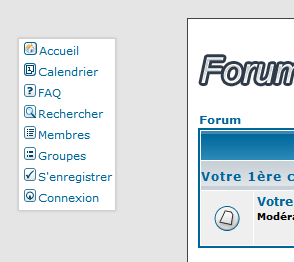 Accueil
Calendrier
FAQ
Rechercher
Membres
Groupes
S'enregistrer
Connexion
Forum
Forum
Votre 1ère c
Votre
Modéra